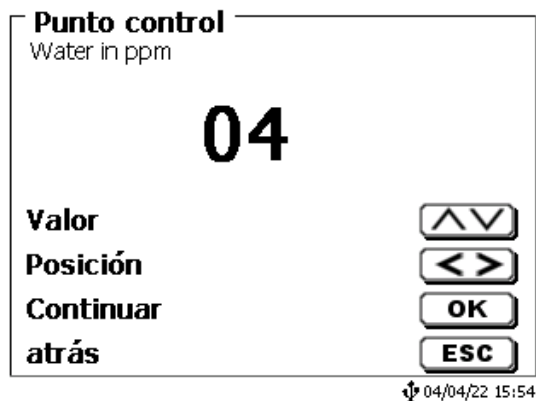 Punto control
Water in ppm
04
Valor
Posición
Continuar OK
atrás ESC
04/04/22 15:54